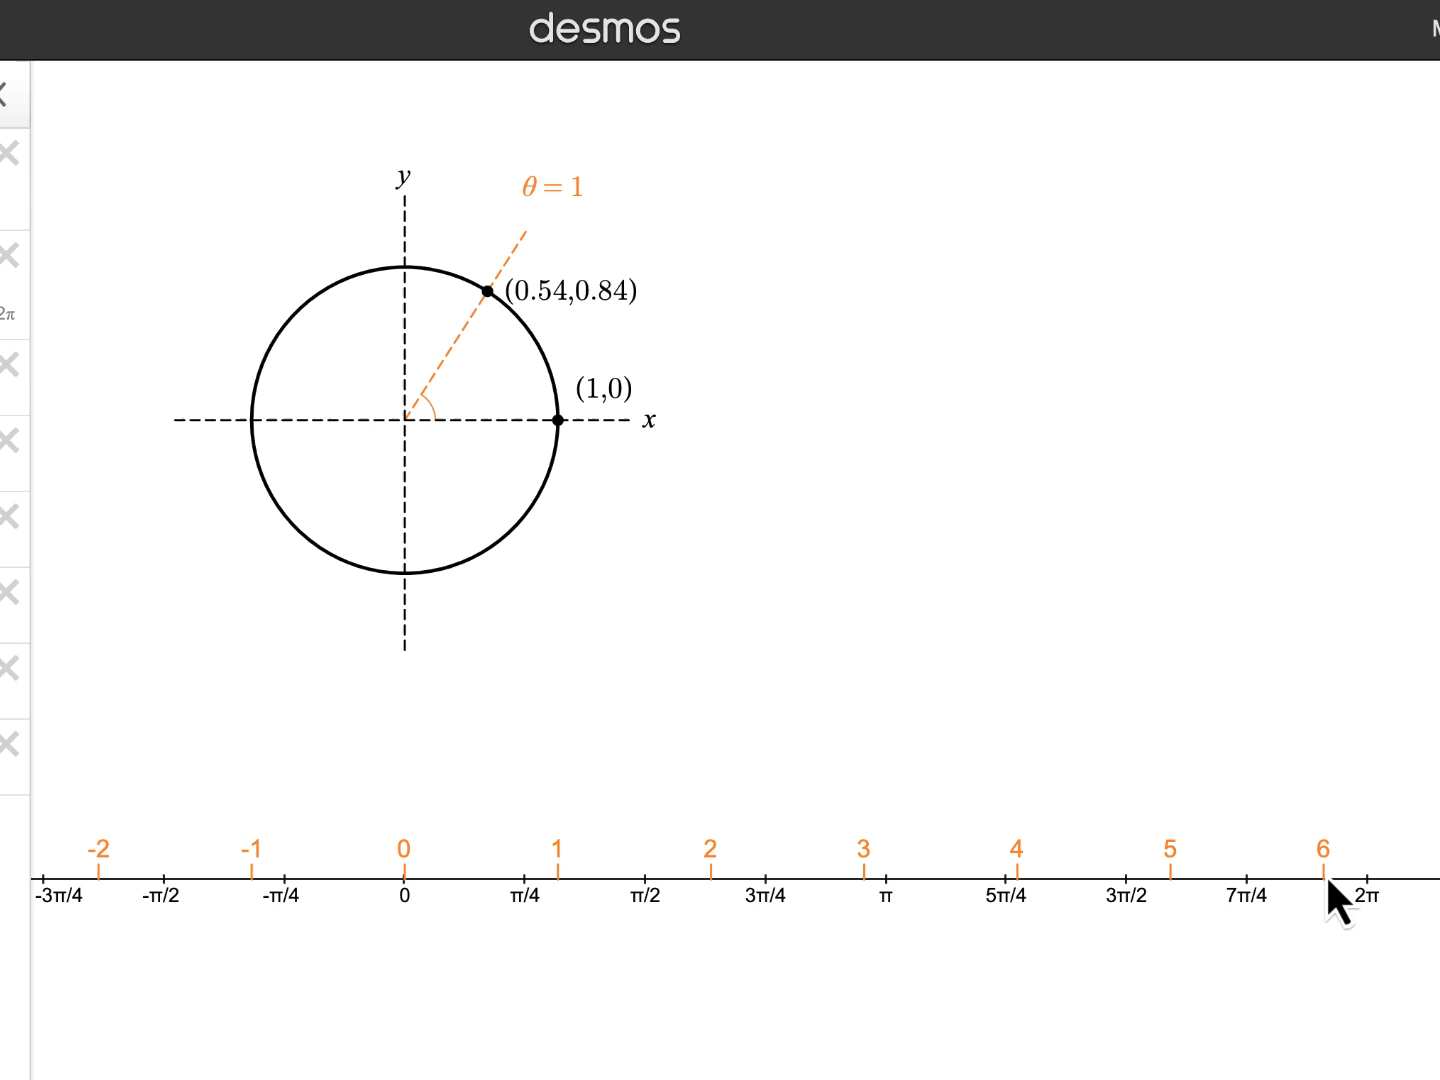 desmos
2π
y
θ = 1
(0.54,0.84)
(1,0)
x
-2 -1 0 1 2 3 4 5 6
-3π/4 -π/2 -π/4 0 π/4 π/2 3π/4 π 5π/4 3π/2 7π/4 2π